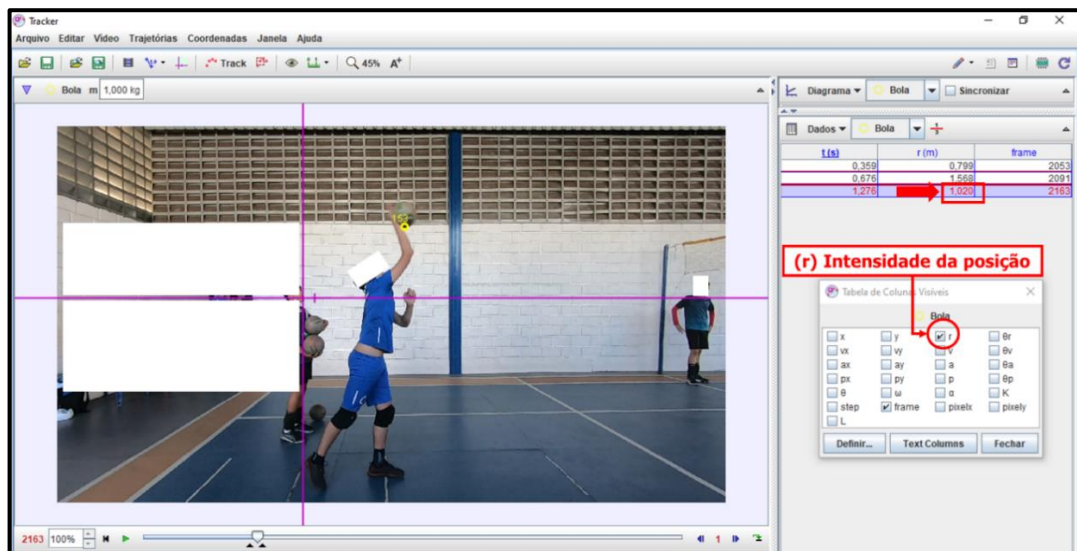 Tracker
Arquivo Editar Video Trajetórias Coordenadas Janela Ajuda
Track 45% A
Bola m 1,000 kg
Diagrama Bola Sincronizar
Dados Bola
t (s) r (m) frame
0,359 0,799 2053
0,676 1,568 2091
1,276 1,020 2163
(r) Intensidade da posição
Tabela de Colunas Visíveis
Bola
x y r θr
vx vy v θv
ax ay a θa
px py p θp
θ ω α K
step frame pixelx pixely
L
Definir... Text Columns Fechar
2163 100% 1